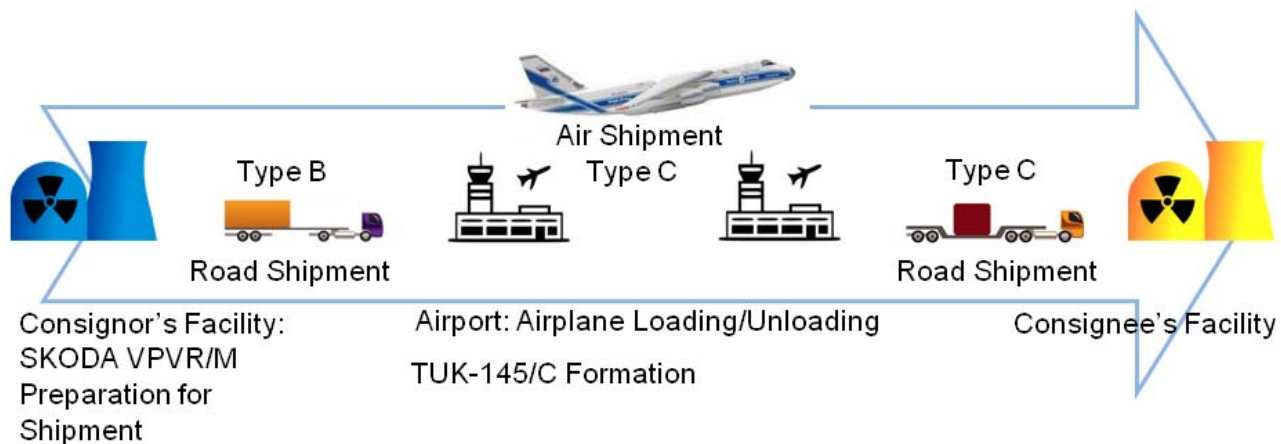 Air Shipment
Type B
Type C
Type C
Road Shipment
Road Shipment
Consignor's Facility:
SKODA VPVR/M
Preparation for
Shipment
Airport: Airplane Loading/Unloading
TUK-145/C Formation
Consignee's Facility